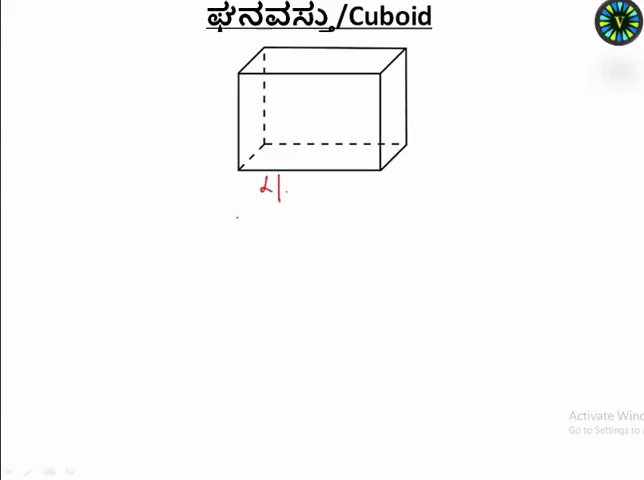 ಘನವಸ್ತು/Cuboid
V
Activate Wind
Go to Settings to a